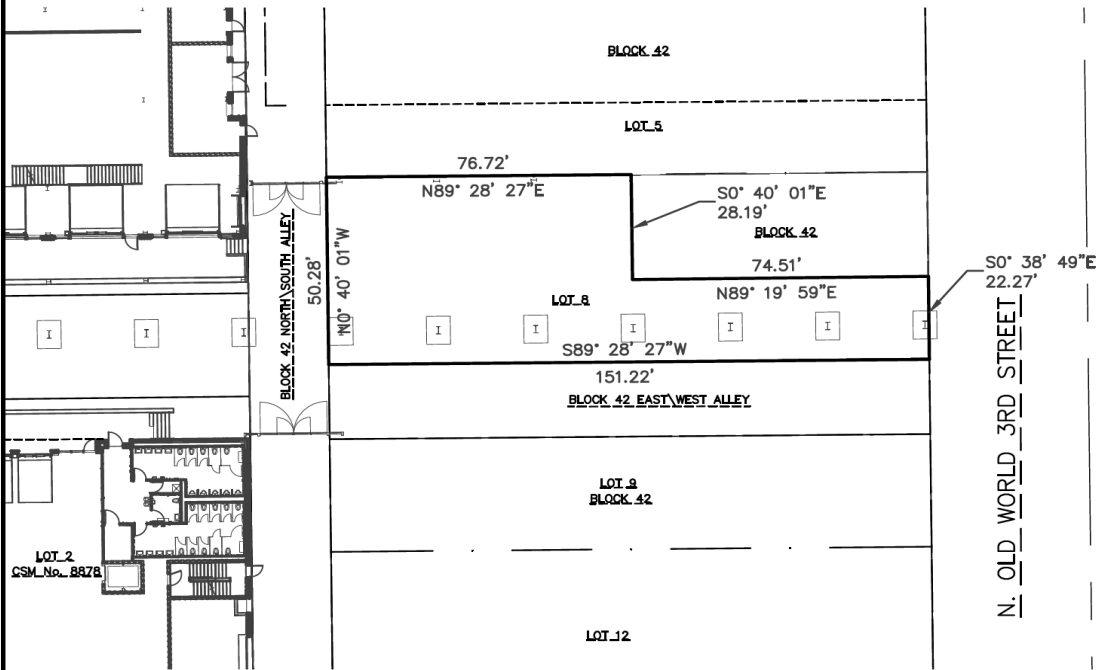 BLOCK 42
LOT 5
76.72'
N89° 28' 27"E
S0° 40' 01"E
28.19'
BLOCK 42
74.51'
N89° 19' 59"E
S0° 38' 49"E
22.27'
BLOCK 42 NORTH\SOUTH ALLEY
50.28'
N0° 40' 01"W
LOT 8
I
I
I
I
I
I
I
I
I
S89° 28' 27"W
151.22'
BLOCK 42 EAST\WEST ALLEY
N. OLD WORLD 3RD STREET
LOT 9
BLOCK 42
LOT 2
CSM No. 8878
LOT 12